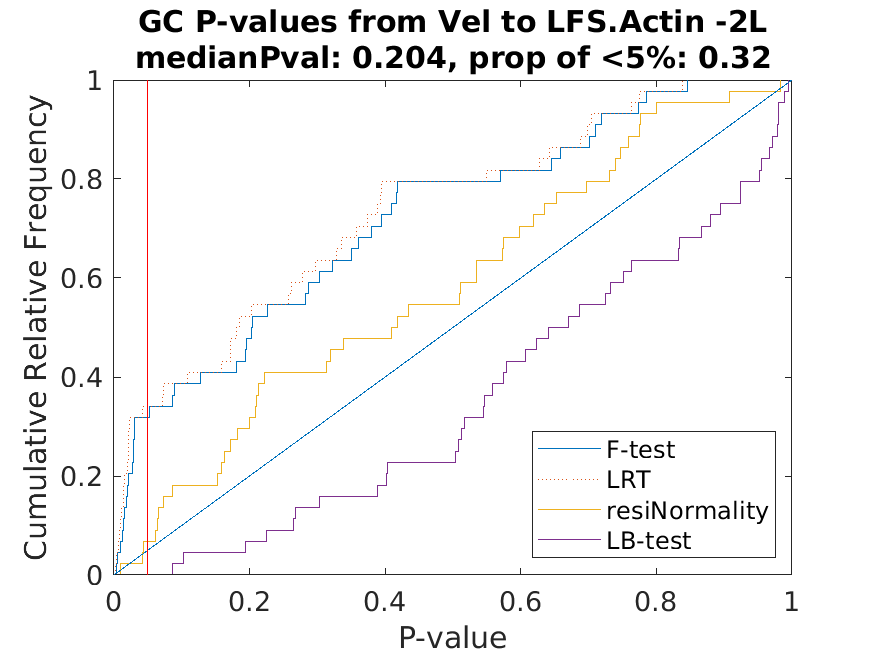 GC P-values from Vel to LFS.Actin -2L
medianPval: 0.204, prop of <5%: 0.32
Cumulative Relative Frequency
1
0.8
0.6
0.4
0.2
0
0
0.2
0.4
0.6
0.8
1
P-value
F-test
LRT
resiNormality
LB-test